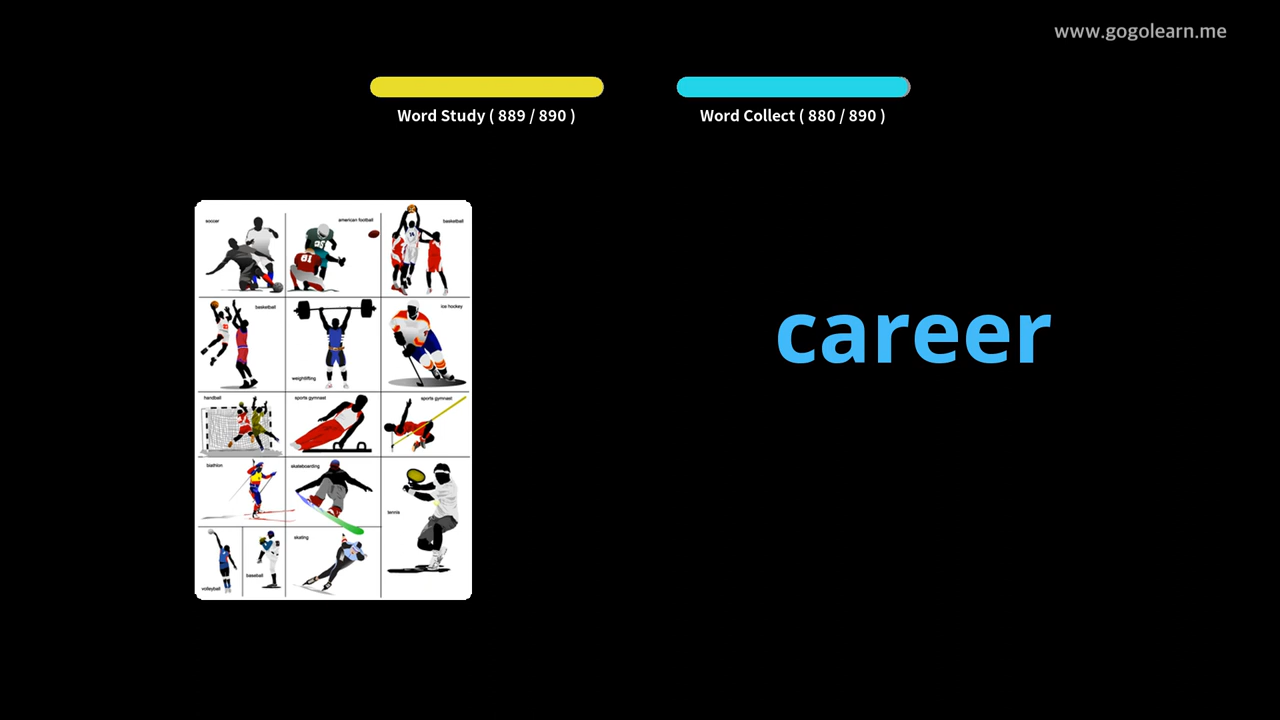 www.gogolearn.me
Word Study ( 889 / 890 )
Word Collect ( 880 / 890 )
soccer
american football
basketball
basketball
weightlifting
ice hockey
handball
sports gymnast
sports gymnast
biathlon
skateboarding
tennis
volleyball
baseball
skating
career